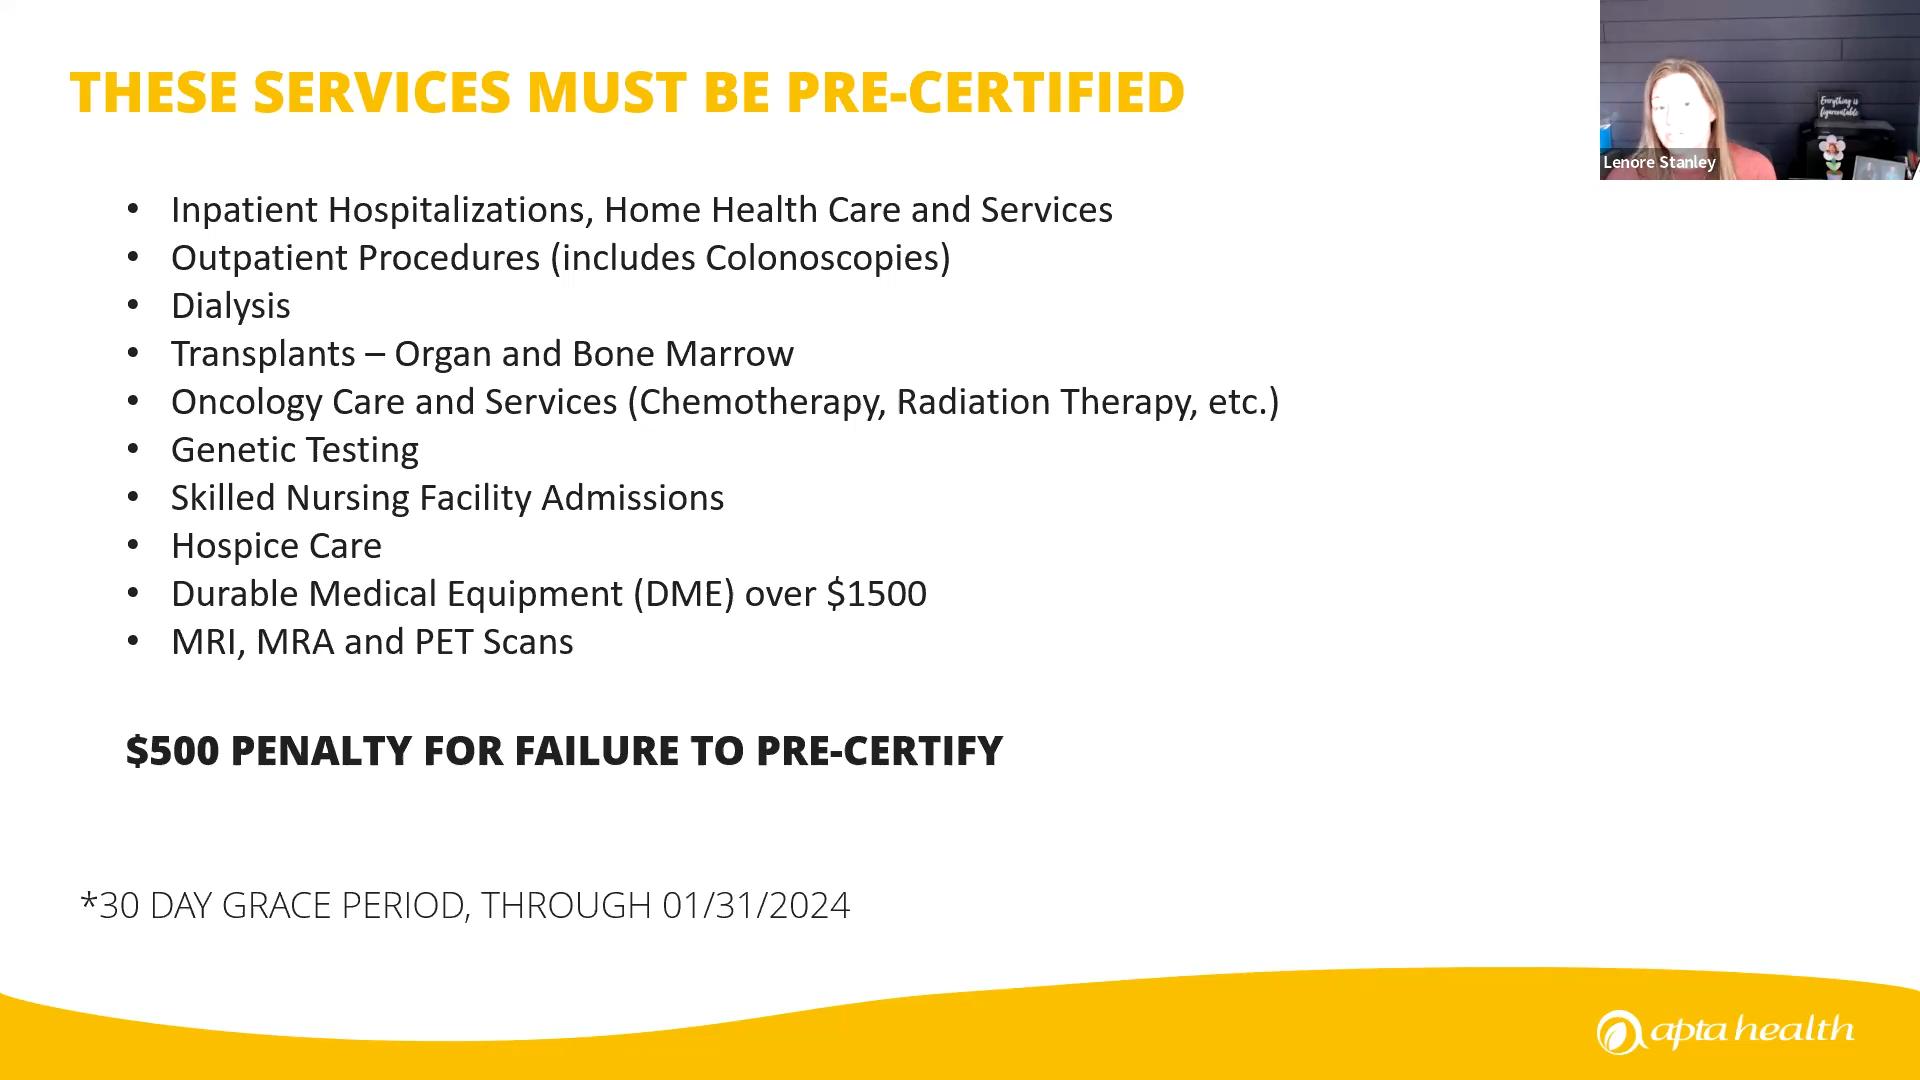 THESE SERVICES MUST BE PRE-CERTIFIED
Everything is
figureoutable
Lenore Stanley
• Inpatient Hospitalizations, Home Health Care and Services
• Outpatient Procedures (includes Colonoscopies)
• Dialysis
• Transplants – Organ and Bone Marrow
• Oncology Care and Services (Chemotherapy, Radiation Therapy, etc.)
• Genetic Testing
• Skilled Nursing Facility Admissions
• Hospice Care
• Durable Medical Equipment (DME) over $1500
• MRI, MRA and PET Scans
$500 PENALTY FOR FAILURE TO PRE-CERTIFY
*30 DAY GRACE PERIOD, THROUGH 01/31/2024
apta health